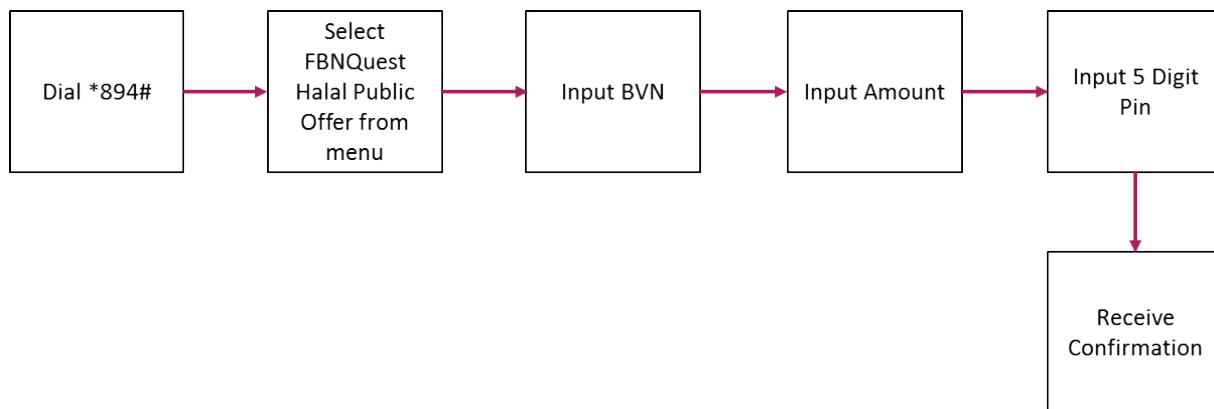 Dial *894#
Select
FBNQuest
Halal Public
Offer from
menu
Input BVN
Input Amount
Input 5 Digit
Pin
Receive
Confirmation